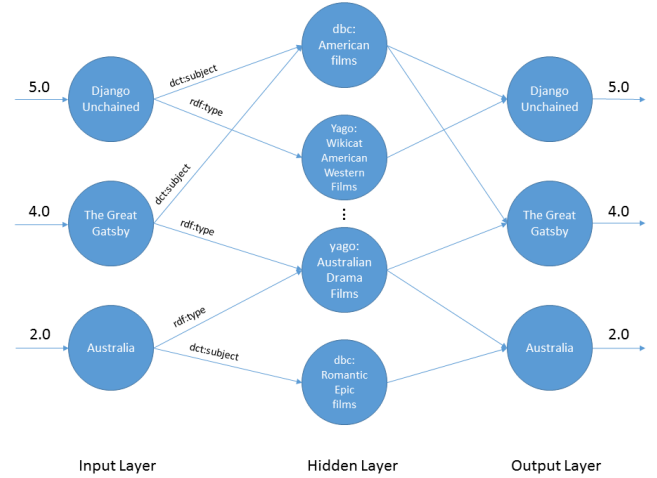 dbc:
American
films
dct:subject
5.0
Django
Unchained
rdf:type
Django
Unchained
5.0
Yago:
Wikicat
American
Western
Films
dct:subject
...
4.0
The Great
Gatsby
rdf:type
The Great
Gatsby
4.0
yago:
Australian
Drama
Films
rdf:type
2.0
Australia
dct:subject
Australia
2.0
dbc:
Romantic
Epic
films
Input Layer
Hidden Layer
Output Layer